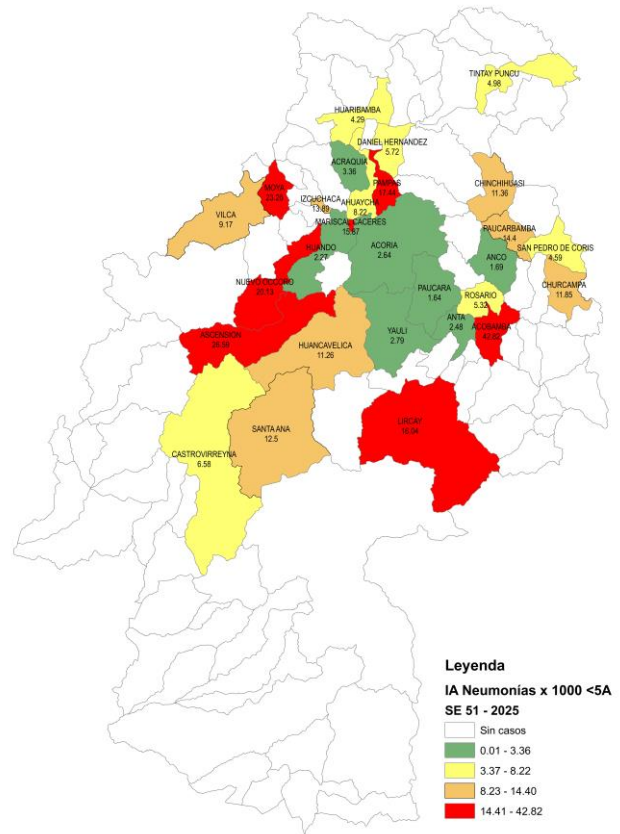 TINTAY PUNCU
4.98
HUARIBAMBA
4.29
DANIEL HERNANDEZ
5.72
ACRAQUIA
3.36
PAMPAS
17.44
CHINCHIHUASI
11.36
MOYA
IZCUCHACA
13.89
AHUAYCHA
8.22
VILCA
9.17
MARISCAL CACERES
15.87
PAUCARBAMBA
14.4
SAN PEDRO DE CORIS
4.59
HUANDO
2.27
ACORIA
2.64
ANCO
1.69
NUEVO OCCORO
20.13
PAUCARA
1.64
ROSARIO
5.32
CHURCAMPA
11.85
ANTA
2.48
ACOBAMBA
42.82
ASCENSION
YAULI
2.79
HUANCAVELICA
11.26
LIRCAY
SANTA ANA
12.5
CASTROVIRREYNA
6.58
Leyenda
IA Neumonías x 1000 <5A
SE 51 - 2025
Sin casos
0.01 - 3.36
3.37 - 8.22
8.23 - 14.40
14.41 - 42.82